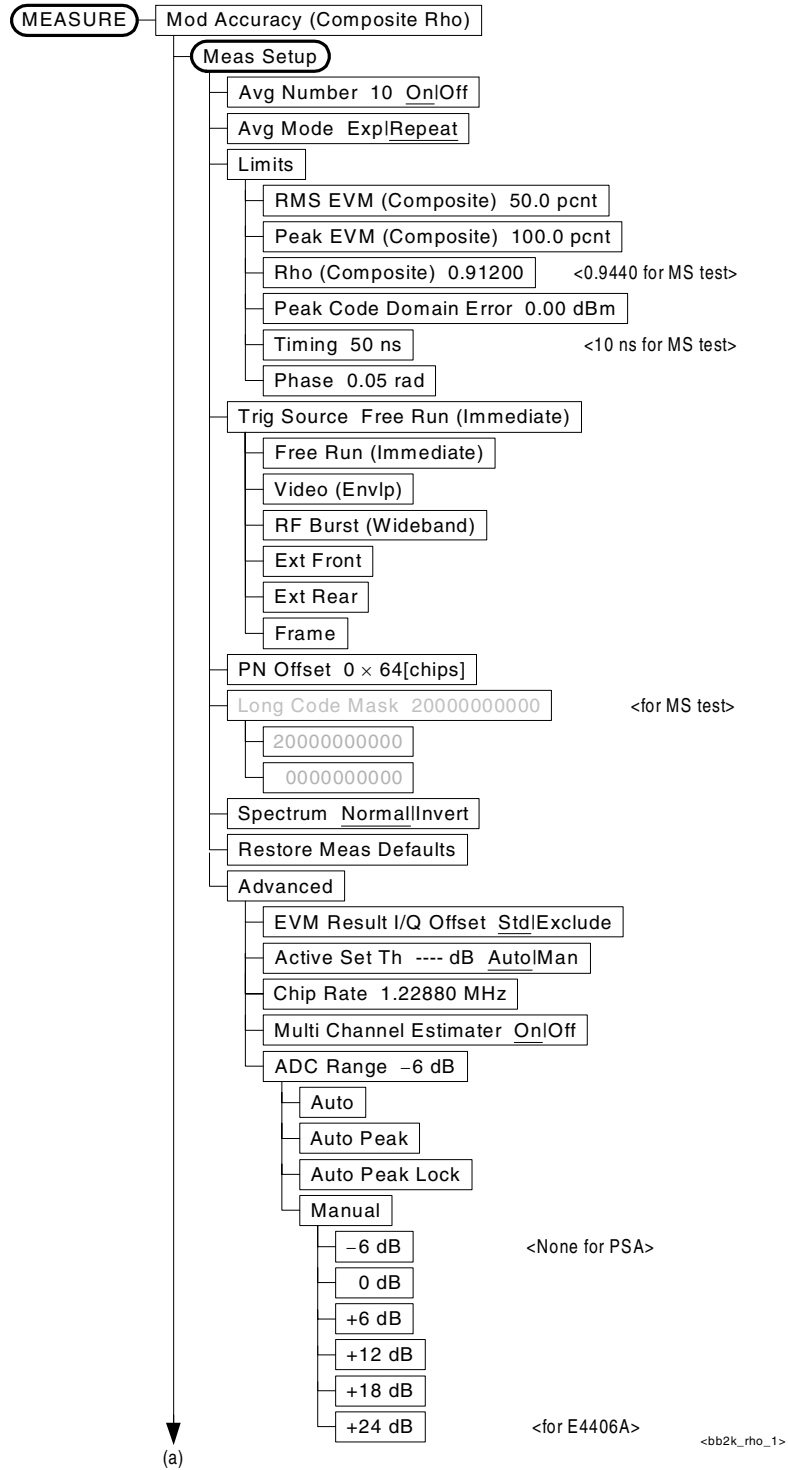 MEASURE Mod Accuracy (Composite Rho)
Meas Setup
Avg Number 10 On|Off
Avg Mode Exp|Repeat
Limits
RMS EVM (Composite) 50.0 pcnt
Peak EVM (Composite) 100.0 pcnt
Rho (Composite) 0.91200 <0.9440 for MS test>
Peak Code Domain Error 0.00 dBm
Timing 50 ns <10 ns for MS test>
Phase 0.05 rad
Trig Source Free Run (Immediate)
Free Run (Immediate)
Video (Envlp)
RF Burst (Wideband)
Ext Front
Ext Rear
Frame
PN Offset 0 × 64[chips]
Long Code Mask 20000000000 <for MS test>
20000000000
0000000000
Spectrum Normal|Invert
Restore Meas Defaults
Advanced
EVM Result I/Q Offset Std|Exclude
Active Set Th ---- dB Auto|Man
Chip Rate 1.22880 MHz
Multi Channel Estimater On|Off
ADC Range −6 dB
Auto
Auto Peak
Auto Peak Lock
Manual
−6 dB <None for PSA>
0 dB
+6 dB
+12 dB
+18 dB
+24 dB <for E4406A>
<bb2k_rho_1>
(a)